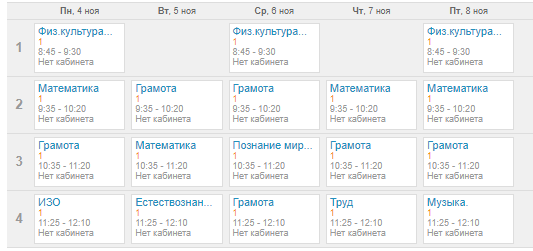 Пн, 4 ноя Вт, 5 ноя Ср, 6 ноя Чт, 7 ноя Пт, 8 ноя
1
Физ.культура... Физ.культура... Физ.культура...
1 1 1
8:45 - 9:30 8:45 - 9:30 8:45 - 9:30
Нет кабинета Нет кабинета Нет кабинета
2
Математика Грамота Грамота Математика Математика
1 1 1 1 1
9:35 - 10:20 9:35 - 10:20 9:35 - 10:20 9:35 - 10:20 9:35 - 10:20
Нет кабинета Нет кабинета Нет кабинета Нет кабинета Нет кабинета
3
Грамота Математика Познание мир... Грамота Грамота
1 1 1 1 1
10:35 - 11:20 10:35 - 11:20 10:35 - 11:20 10:35 - 11:20 10:35 - 11:20
Нет кабинета Нет кабинета Нет кабинета Нет кабинета Нет кабинета
4
ИЗО Естествознан... Грамота Труд Музыка.
1 1 1 1 1
11:25 - 12:10 11:25 - 12:10 11:25 - 12:10 11:25 - 12:10 11:25 - 12:10
Нет кабинета Нет кабинета Нет кабинета Нет кабинета Нет кабинета